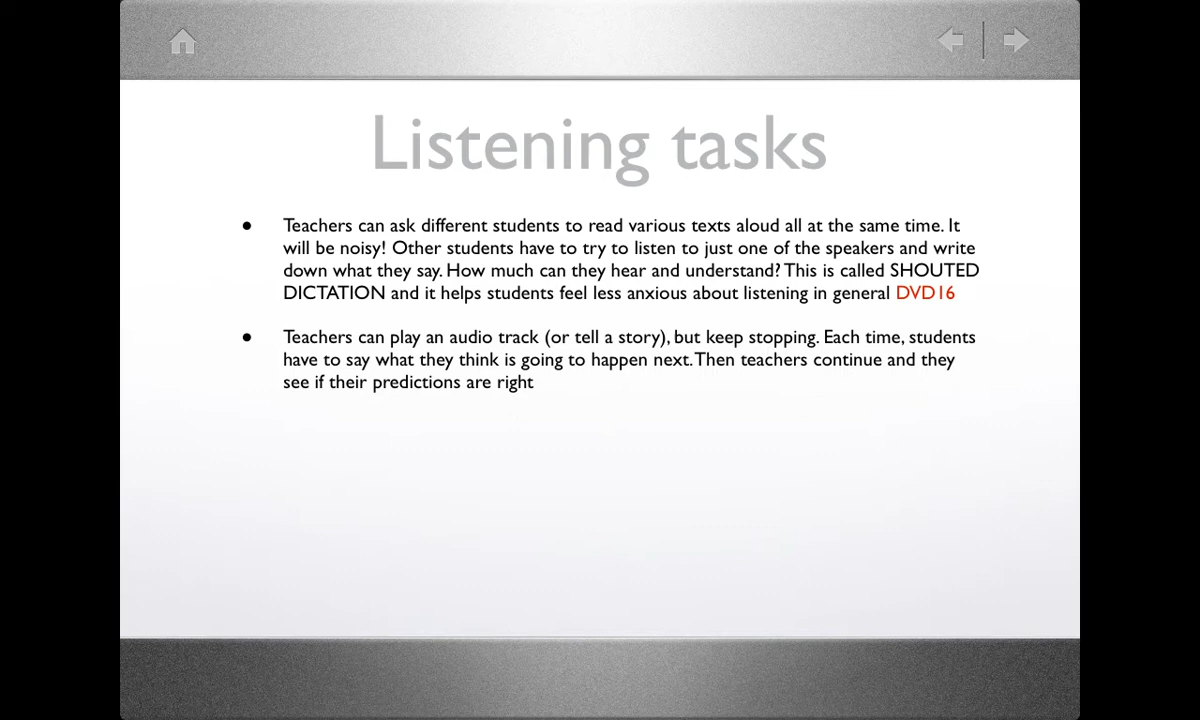 Listening tasks
• Teachers can ask different students to read various texts aloud all at the same time. It
will be noisy! Other students have to try to listen to just one of the speakers and write
down what they say. How much can they hear and understand? This is called SHOUTED
DICTATION and it helps students feel less anxious about listening in general DVD16
• Teachers can play an audio track (or tell a story), but keep stopping. Each time, students
have to say what they think is going to happen next. Then teachers continue and they
see if their predictions are right